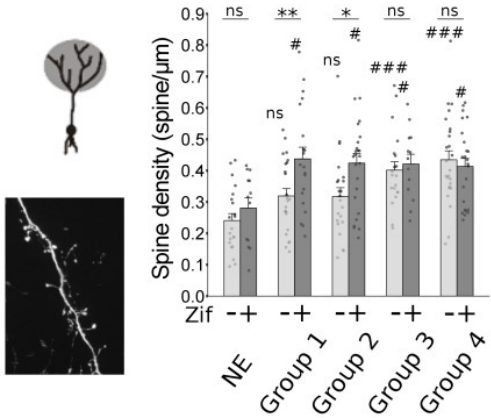 ns ** * ns ns
# # ### ###
ns ns # #
Spine density (spine/µm)
0.9
0.8
0.7
0.6
0.5
0.4
0.3
0.2
0.1
0.0
Zif -+ -+ -+ -+ -+
NE Group 1 Group 2 Group 3 Group 4